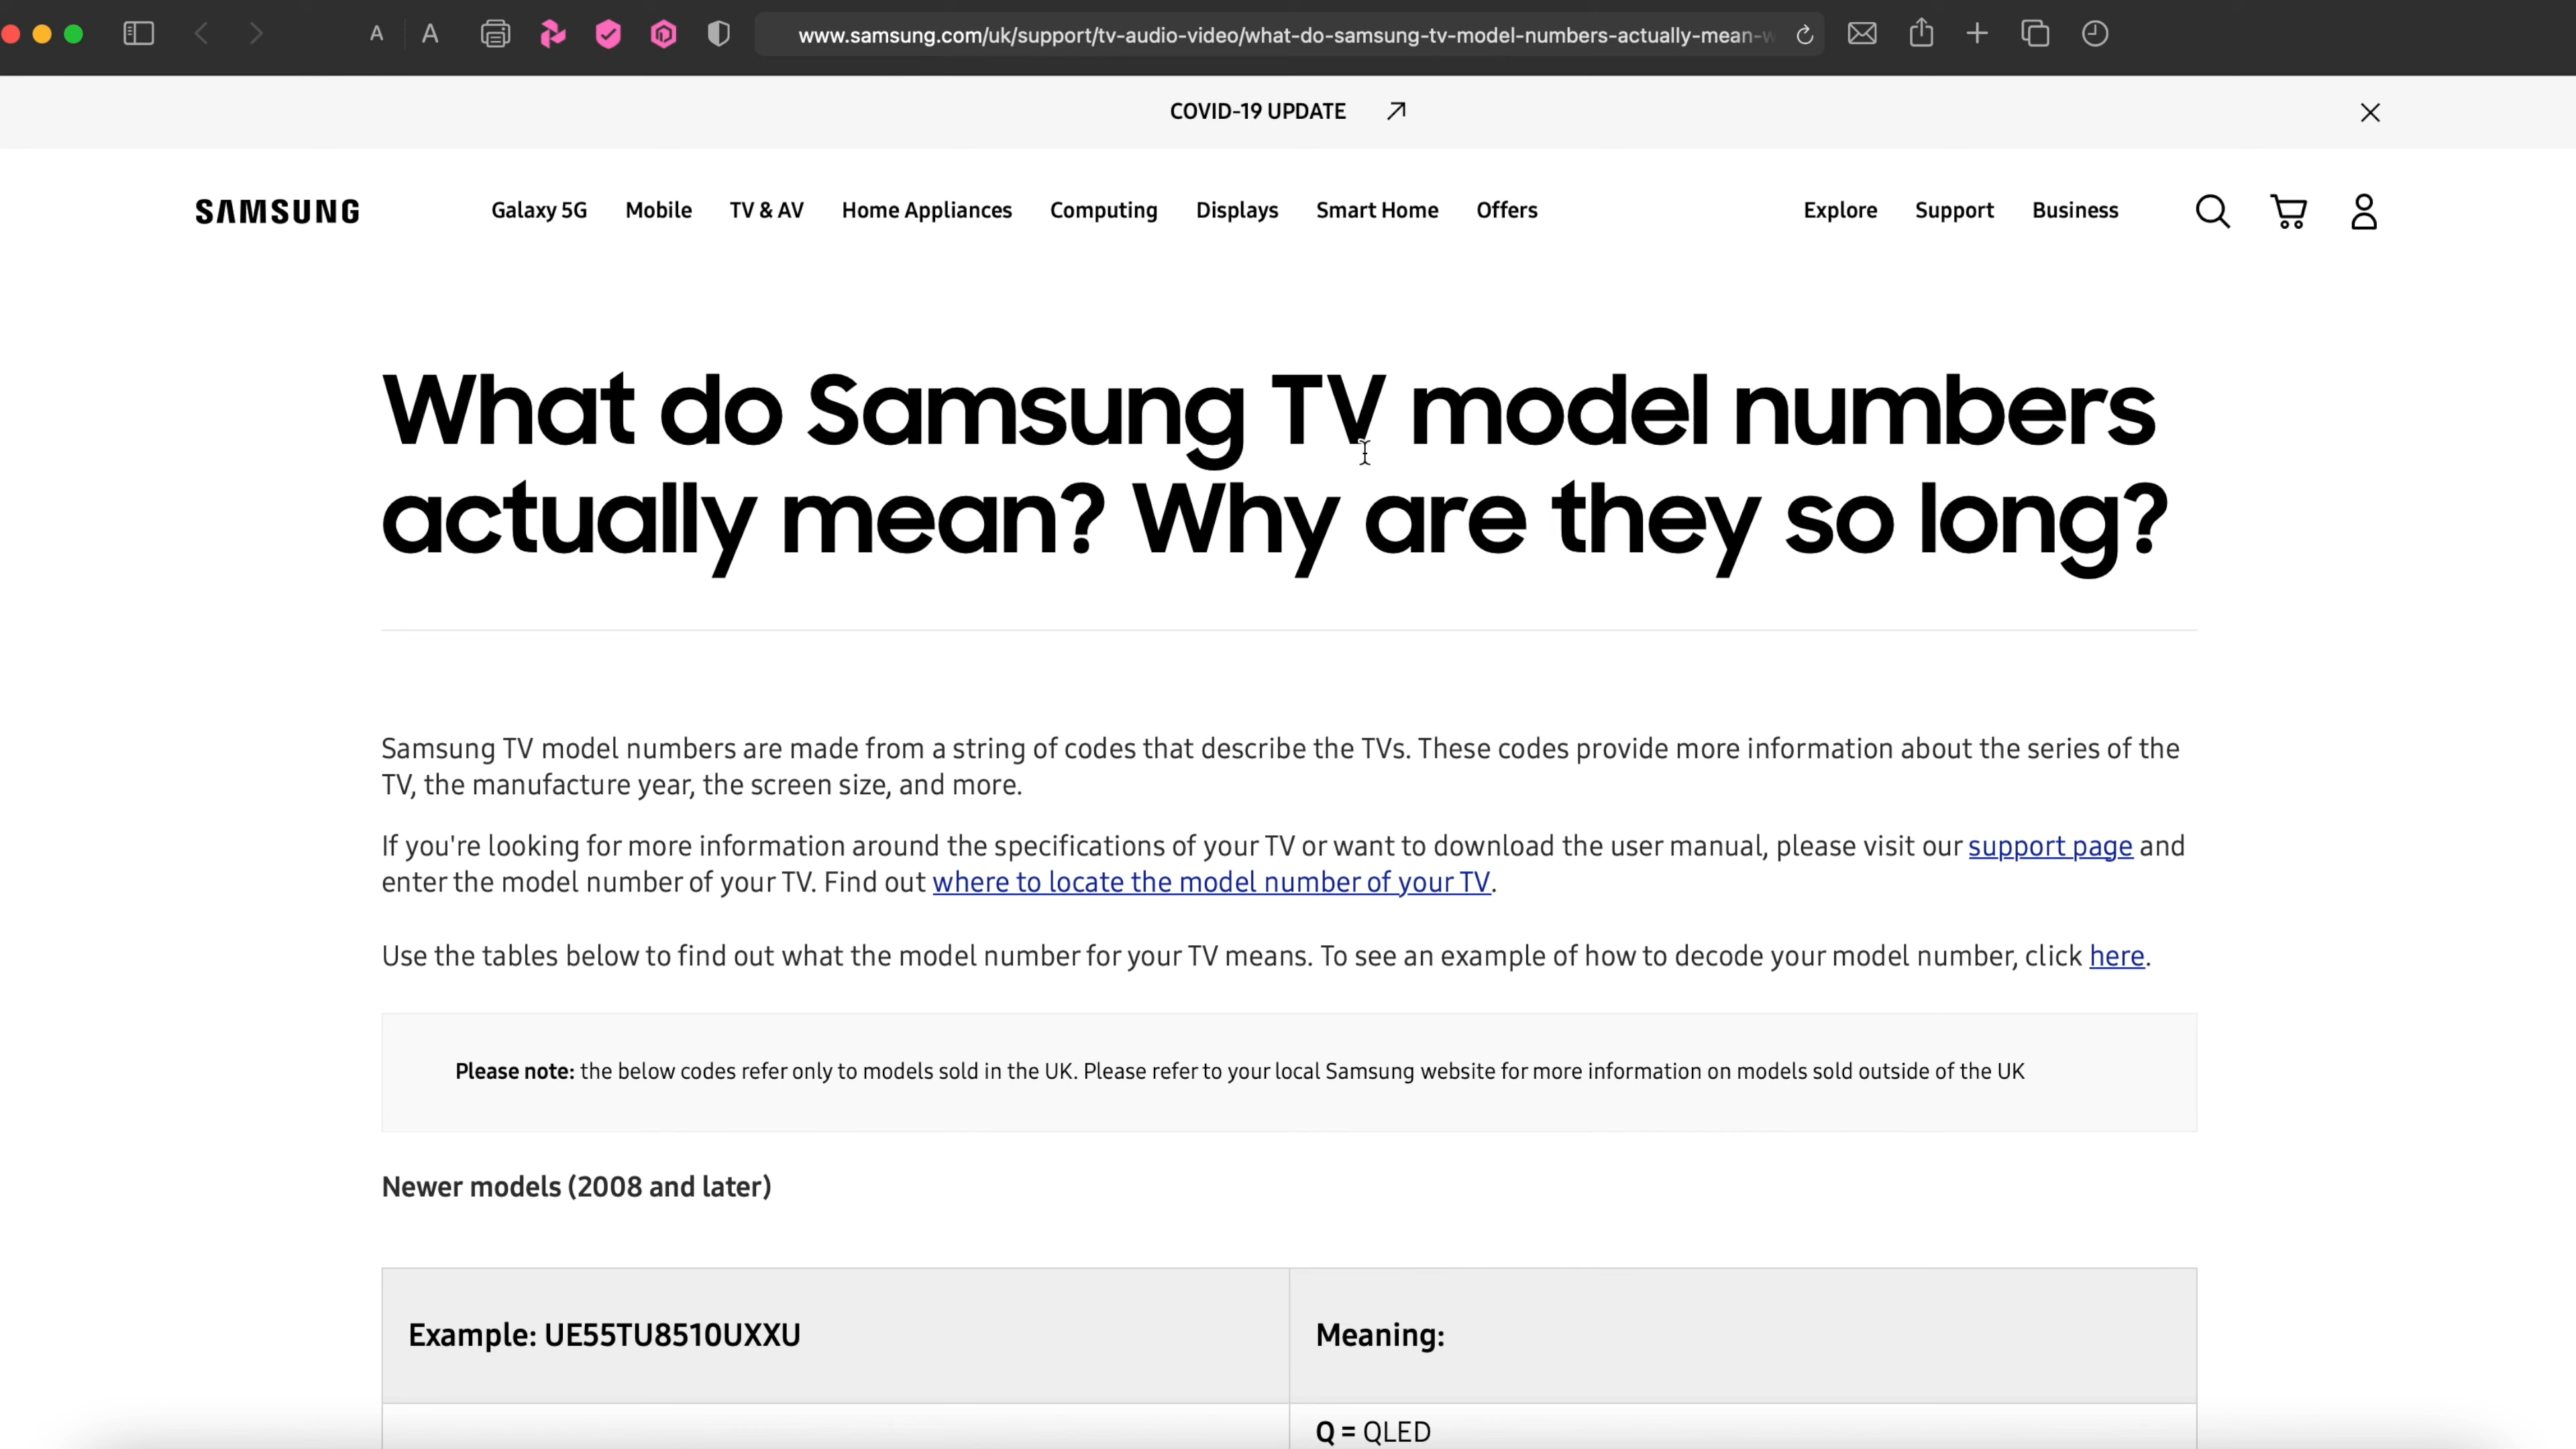 A A www.samsung.com/uk/support/tv-audio-video/what-do-samsung-tv-model-numbers-actually-mean-w
COVID-19 UPDATE
SAMSUNG Galaxy 5G Mobile TV & AV Home Appliances Computing Displays Smart Home Offers Explore Support Business
What do Samsung TV model numbers
actually mean? Why are they so long?
Samsung TV model numbers are made from a string of codes that describe the TVs. These codes provide more information about the series of the
TV, the manufacture year, the screen size, and more.
If you're looking for more information around the specifications of your TV or want to download the user manual, please visit our support page and
enter the model number of your TV. Find out where to locate the model number of your TV.
Use the tables below to find out what the model number for your TV means. To see an example of how to decode your model number, click here.
Please note: the below codes refer only to models sold in the UK. Please refer to your local Samsung website for more information on models sold outside of the UK
Newer models (2008 and later)
Example: UE55TU8510UXXU Meaning:
Q = QLED